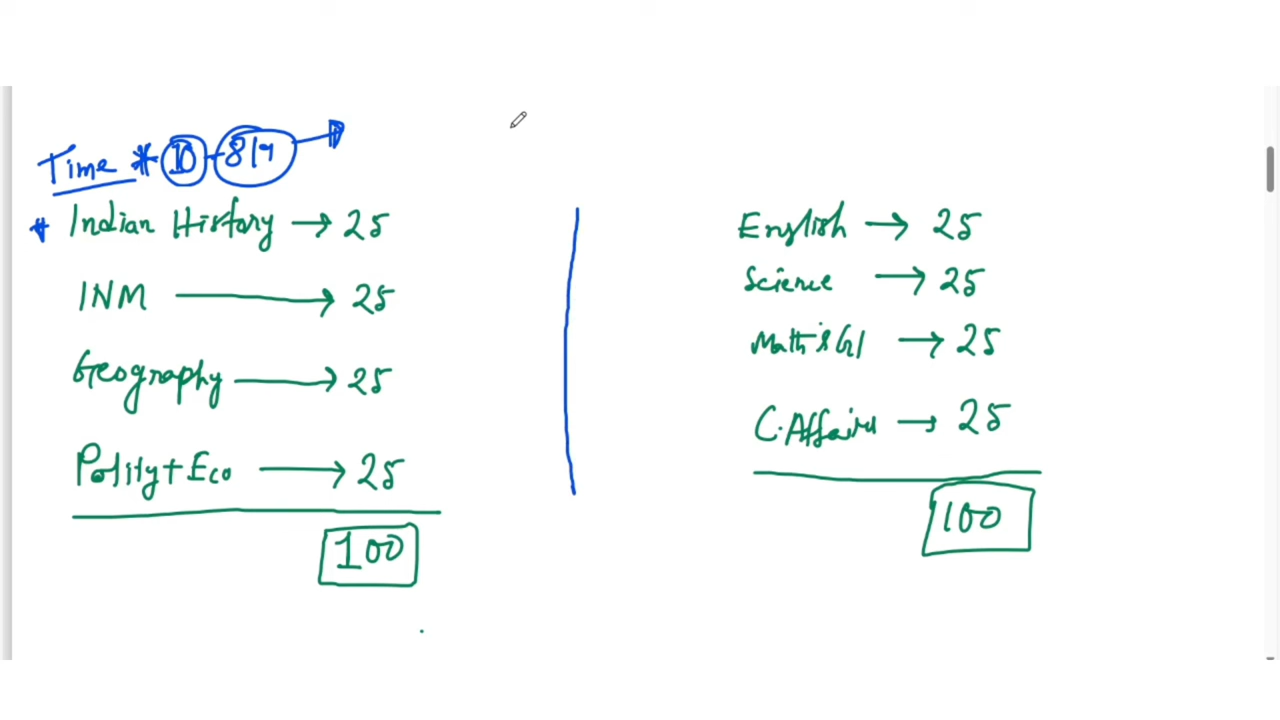 Time * 10 - 8/9 →
* Indian History → 25
INM → 25
Geography → 25
Polity + Eco → 25
100
English → 25
Science → 25
Math & GI → 25
C. Affairs → 25
100